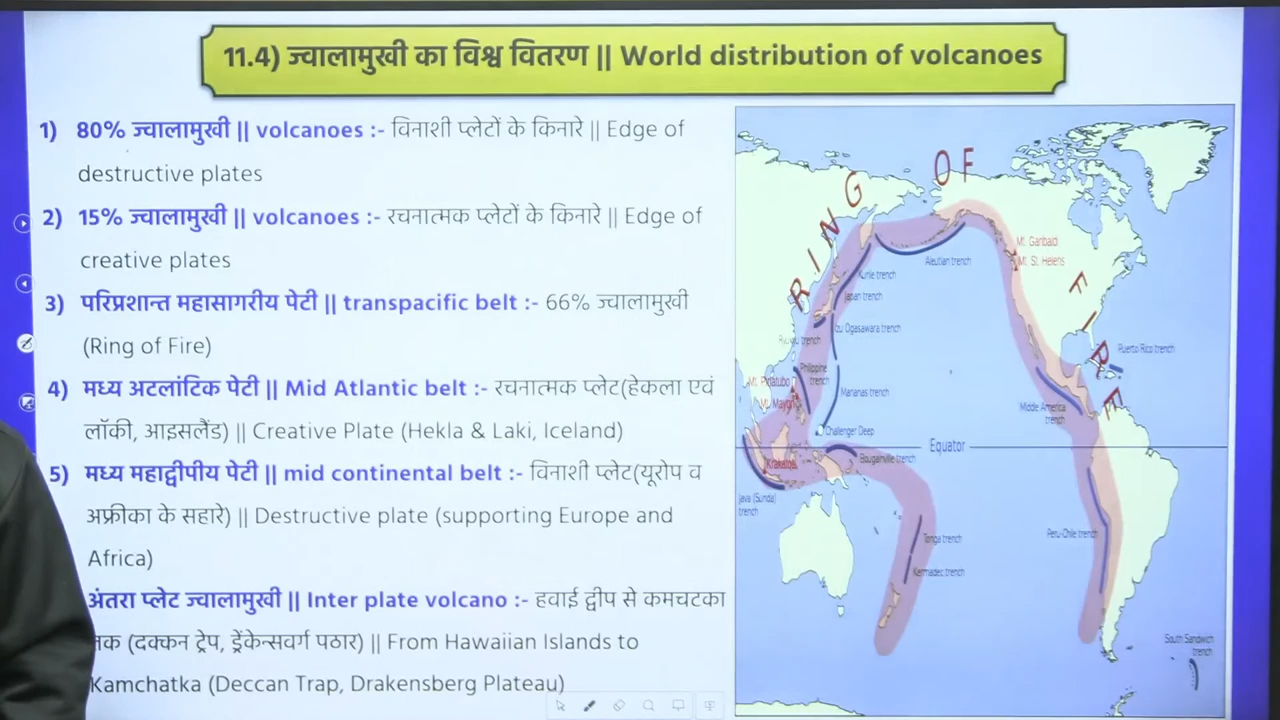 11.4) ज्वालामुखी का विश्व वितरण || World distribution of volcanoes
1) 80% ज्वालामुखी || volcanoes :- विनाशी प्लेटों के किनारे || Edge of
destructive plates
2) 15% ज्वालामुखी || volcanoes :- रचनात्मक प्लेटों के किनारे || Edge of
creative plates
3) परिप्रशान्त महासागरीय पेटी || transpacific belt :- 66% ज्वालामुखी
(Ring of Fire)
4) मध्य अटलांटिक पेटी || Mid Atlantic belt :- रचनात्मक प्लेट(हेकला एवं
लॉकी, आइसलैंड) || Creative Plate (Hekla & Laki, Iceland)
5) मध्य महाद्वीपीय पेटी || mid continental belt :- विनाशी प्लेट(यूरोप व
अफ्रीका के सहारे) || Destructive plate (supporting Europe and
Africa)
अंतरा प्लेट ज्वालामुखी || Inter plate volcano :- हवाई द्वीप से कमचटका
तक (दक्कन ट्रेप, ड्रेंकेन्सवर्ग पठार) || From Hawaiian Islands to
Kamchatka (Deccan Trap, Drakensberg Plateau)
RING OF FIRE
Mt. Garibaldi
Mt. St. Helens
Aleutian trench
Kurile trench
Japan trench
Izu Ogasawara trench
Ryukyu trench
Puerto Rico trench
Philippine
trench
Mt. Pinatubo
Marianas trench
Mt. Mayon
Middle America
trench
Challenger Deep
Equator
Bougainville trench
Krakatoa
Java (Sunda)
trench
Tonga trench
Peru-Chile trench
Kermadec trench
South Sandwich
trench